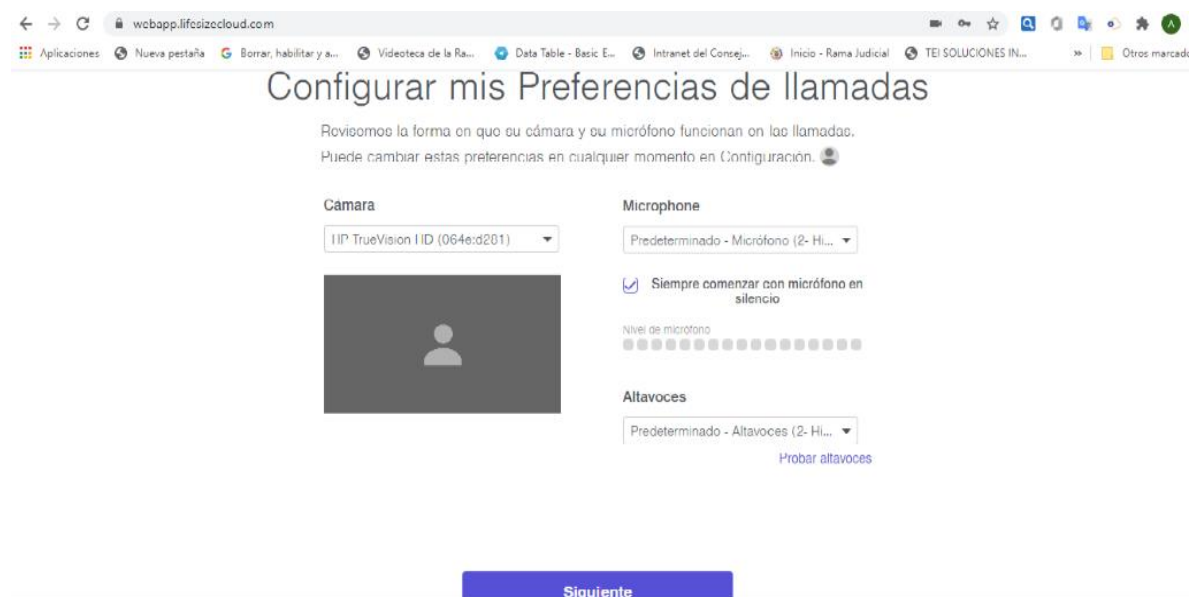 webapp.lifesizecloud.com
Aplicaciones Nueva pestaña Borrar, habilitar y a... Videoteca de la Ra... Data Table - Basic E... Intranet del Consej... Inicio - Rama Judicial TEI SOLUCIONES IN... » Otros marcado
Configurar mis Preferencias de llamadas
Revisemos la forma en que su cámara y su micrófono funcionan en las llamadas.
Puede cambiar estas preferencias en cualquier momento en Configuración.
Cámara
HP TrueVision HD (064e:d281)
Microphone
Predeterminado - Micrófono (2- Hi...
Siempre comenzar con micrófono en
silencio
Nivel de micrófono
Altavoces
Predeterminado - Altavoces (2- Hi...
Probar altavoces
Siguiente